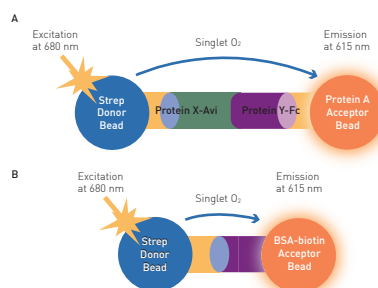 A
Excitation
at 680 nm
Singlet O₂
Emission
at 615 nm
Strep
Donor
Bead
Protein X-Avi
Protein Y-Fc
Protein A
Acceptor
Bead
B
Excitation
at 680 nm
Singlet O₂
Emission
at 615 nm
Strep
Donor
Bead
BSA-biotin
Acceptor
Bead